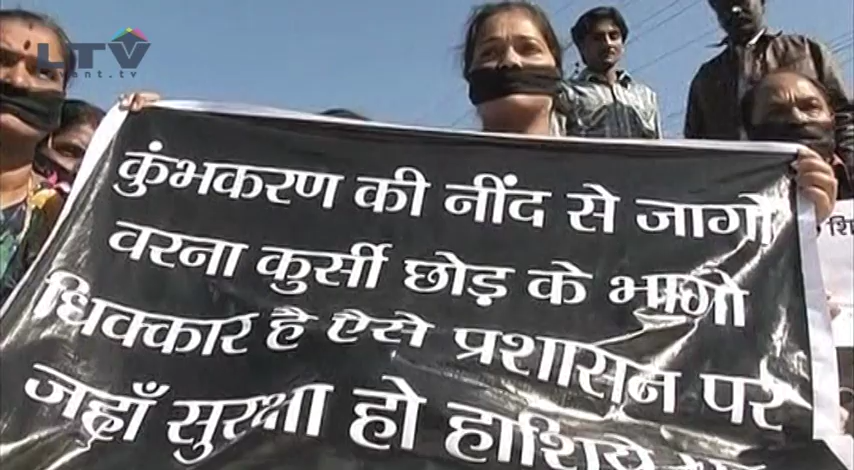 LTV
कुंभकरण की नींद से जागो
वरना कुर्सी छोड़ के भागो
धिक्कार है ऐसे प्रशासन पर
जहाँ सुरक्षा हो हाशिये